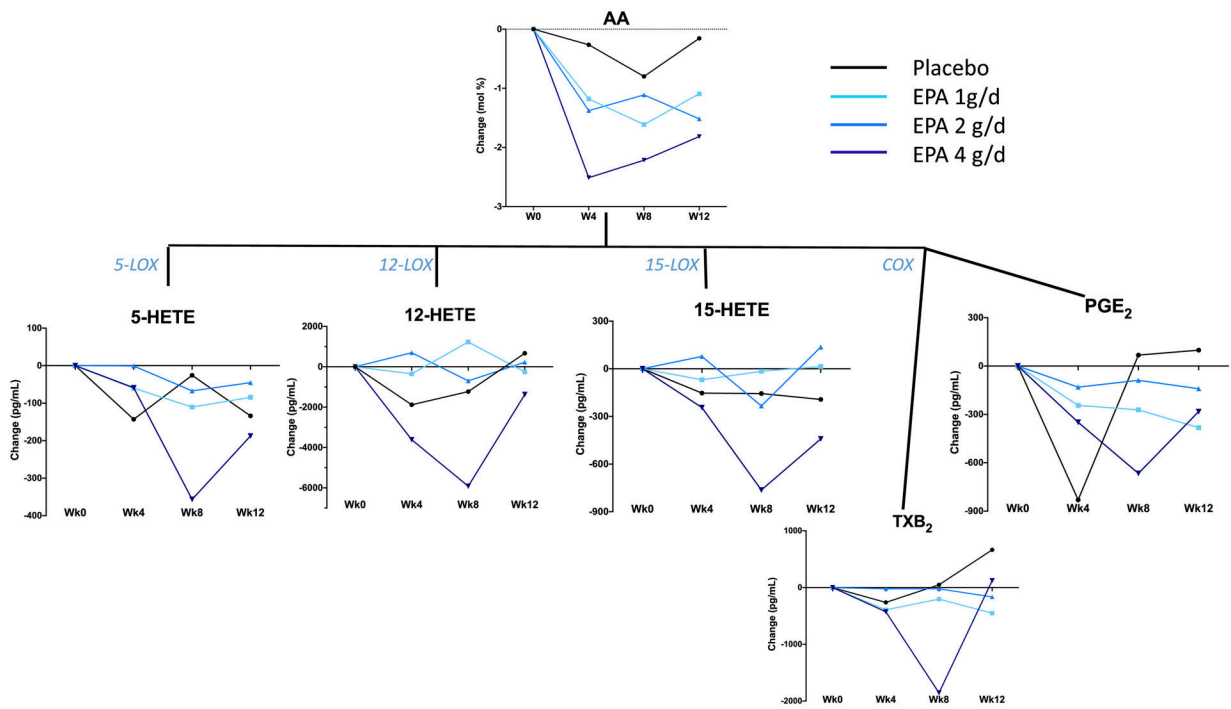 AA
0
-1
-2
-3
Change (mol %)
W0 W4 W8 W12
Placebo
EPA 1g/d
EPA 2 g/d
EPA 4 g/d
5-LOX 12-LOX 15-LOX COX
5-HETE
100
0
-100
-200
-300
-400
Change (pg/mL)
Wk0 Wk4 Wk8 Wk12
12-HETE
2000
0
-2000
-4000
-6000
Change (pg/mL)
Wk0 Wk4 Wk8 Wk12
15-HETE
300
0
-300
-600
-900
Change (pg/mL)
Wk0 Wk4 Wk8 Wk12
PGE₂
300
0
-300
-600
-900
Change (pg/mL)
Wk0 Wk4 Wk8 Wk12
TXB₂
1000
0
-1000
-2000
Change (pg/mL)
Wk0 Wk4 Wk8 Wk12